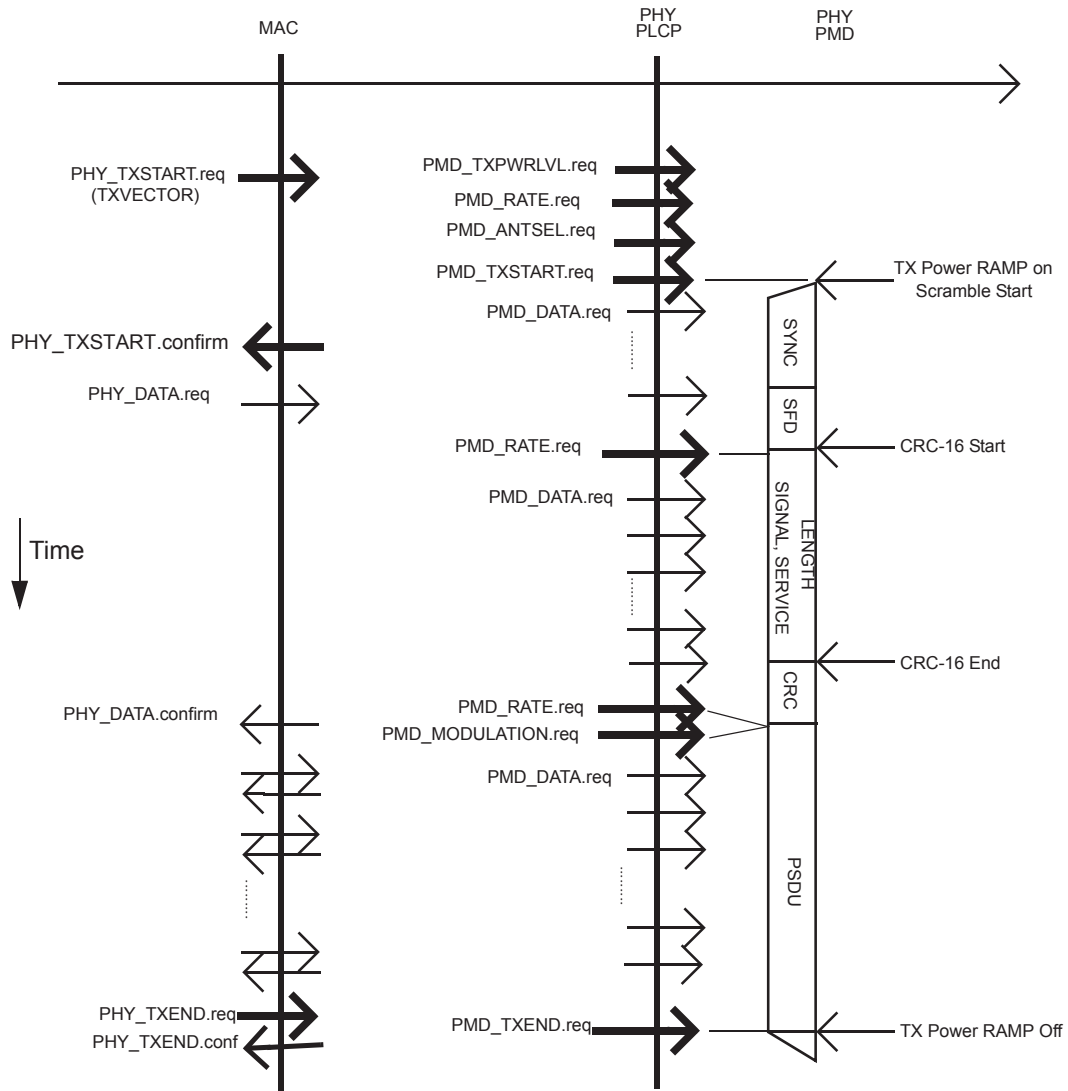 MAC
PHY
PLCP
PHY
PMD
PHY_TXSTART.req
(TXVECTOR)
PMD_TXPWRLVL.req
PMD_RATE.req
PMD_ANTSEL.req
PMD_TXSTART.req
TX Power RAMP on
Scramble Start
PMD_DATA.req
SYNC
PHY_TXSTART.confirm
PHY_DATA.req
SFD
PMD_RATE.req
CRC-16 Start
PMD_DATA.req
LENGTH
SIGNAL, SERVICE
Time
CRC-16 End
CRC
PHY_DATA.confirm
PMD_RATE.req
PMD_MODULATION.req
PMD_DATA.req
PSDU
PHY_TXEND.req
PHY_TXEND.conf
PMD_TXEND.req
TX Power RAMP Off